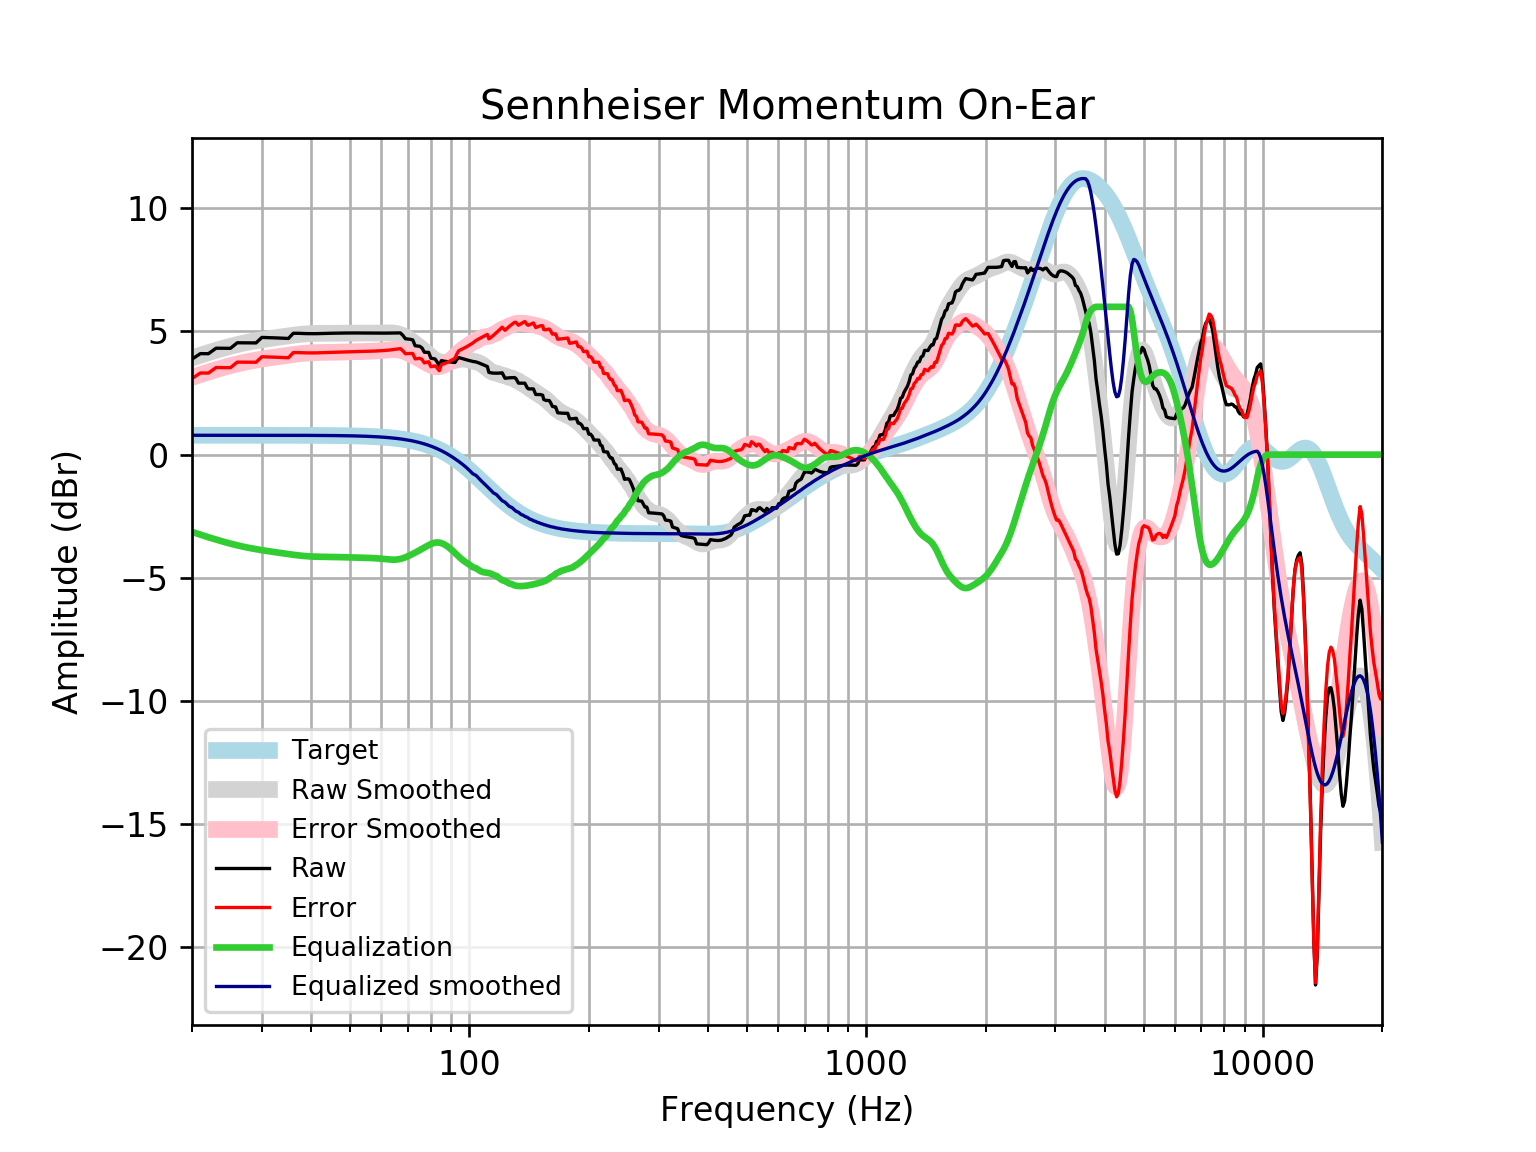 Sennheiser Momentum On-Ear
Amplitude (dBr)
10
5
0
−5
−10
−15
−20
Target
Raw Smoothed
Error Smoothed
Raw
Error
Equalization
Equalized smoothed
100
1000
10000
Frequency (Hz)